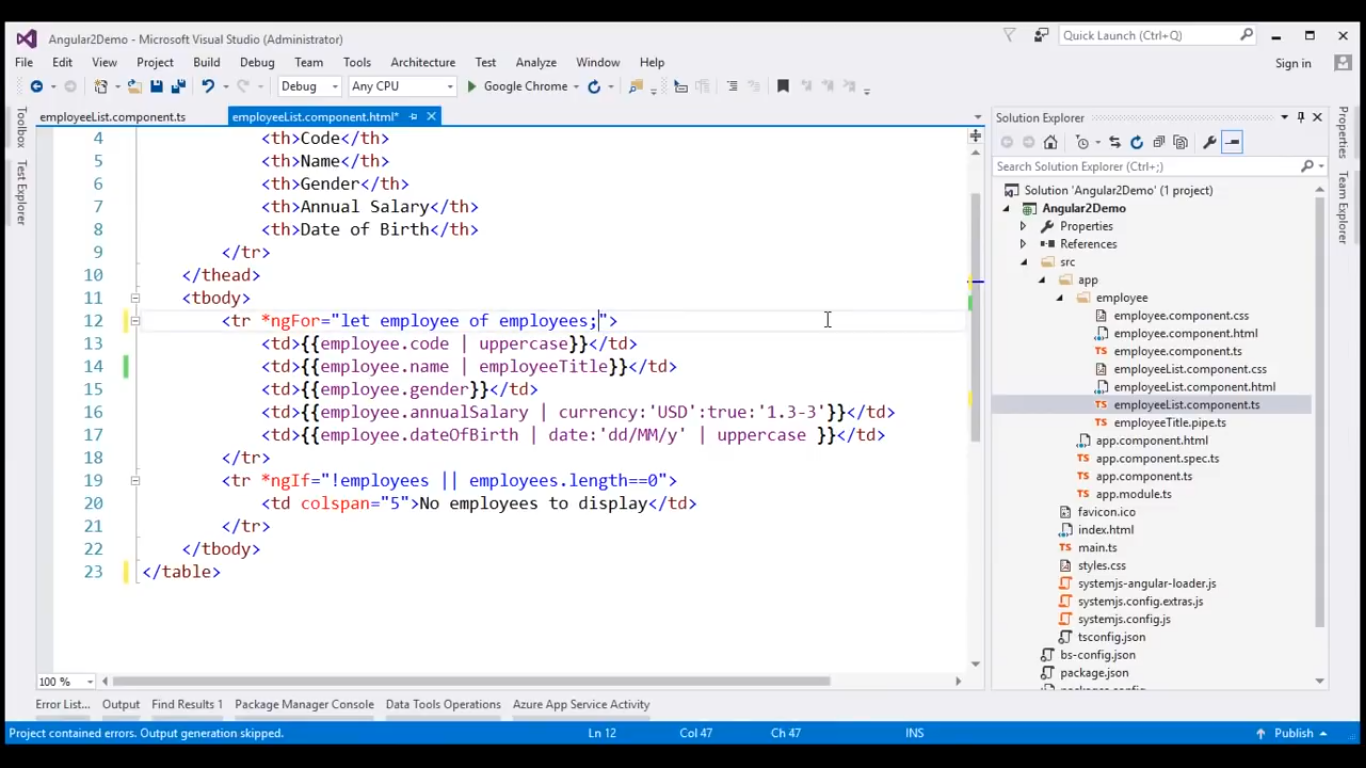 Angular2Demo - Microsoft Visual Studio (Administrator)
Quick Launch (Ctrl+Q)
File Edit View Project Build Debug Team Tools Architecture Test Analyze Window Help
Sign in
Debug Any CPU Google Chrome
Toolbox
Test Explorer
employeeList.component.ts employeeList.component.html*
4 <th>Code</th>
5 <th>Name</th>
6 <th>Gender</th>
7 <th>Annual Salary</th>
8 <th>Date of Birth</th>
9 </tr>
10 </thead>
11 <tbody>
12 <tr *ngFor="let employee of employees;">
13 <td>{{employee.code | uppercase}}</td>
14 <td>{{employee.name | employeeTitle}}</td>
15 <td>{{employee.gender}}</td>
16 <td>{{employee.annualSalary | currency:'USD':true:'1.3-3'}}</td>
17 <td>{{employee.dateOfBirth | date:'dd/MM/y' | uppercase }}</td>
18 </tr>
19 <tr *ngIf="!employees || employees.length==0">
20 <td colspan="5">No employees to display</td>
21 </tr>
22 </tbody>
23 </table>
100 %
Solution Explorer
Search Solution Explorer (Ctrl+;)
Solution 'Angular2Demo' (1 project)
Angular2Demo
Properties
References
src
app
employee
employee.component.css
employee.component.html
TS employee.component.ts
employeeList.component.css
employeeList.component.html
TS employeeList.component.ts
TS employeeTitle.pipe.ts
app.component.html
TS app.component.spec.ts
TS app.component.ts
TS app.module.ts
favicon.ico
index.html
TS main.ts
styles.css
systemjs-angular-loader.js
systemjs.config.extras.js
systemjs.config.js
tsconfig.json
bs-config.json
package.json
Properties
Team Explorer
Error List... Output Find Results 1 Package Manager Console Data Tools Operations Azure App Service Activity
Project contained errors. Output generation skipped. Ln 12 Col 47 Ch 47 INS Publish